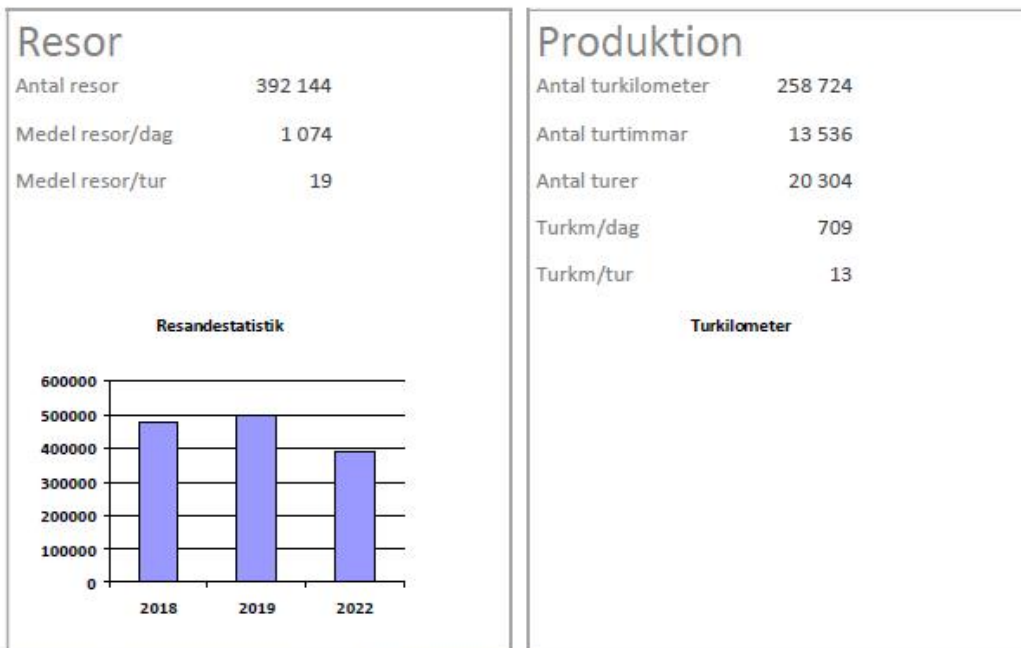 Resor
Antal resor 392 144
Medel resor/dag 1 074
Medel resor/tur 19
Resandestatistik
600000
500000
400000
300000
200000
100000
0
2018 2019 2022
Produktion
Antal turkilometer 258 724
Antal turtimmar 13 536
Antal turer 20 304
Turkm/dag 709
Turkm/tur 13
Turkilometer